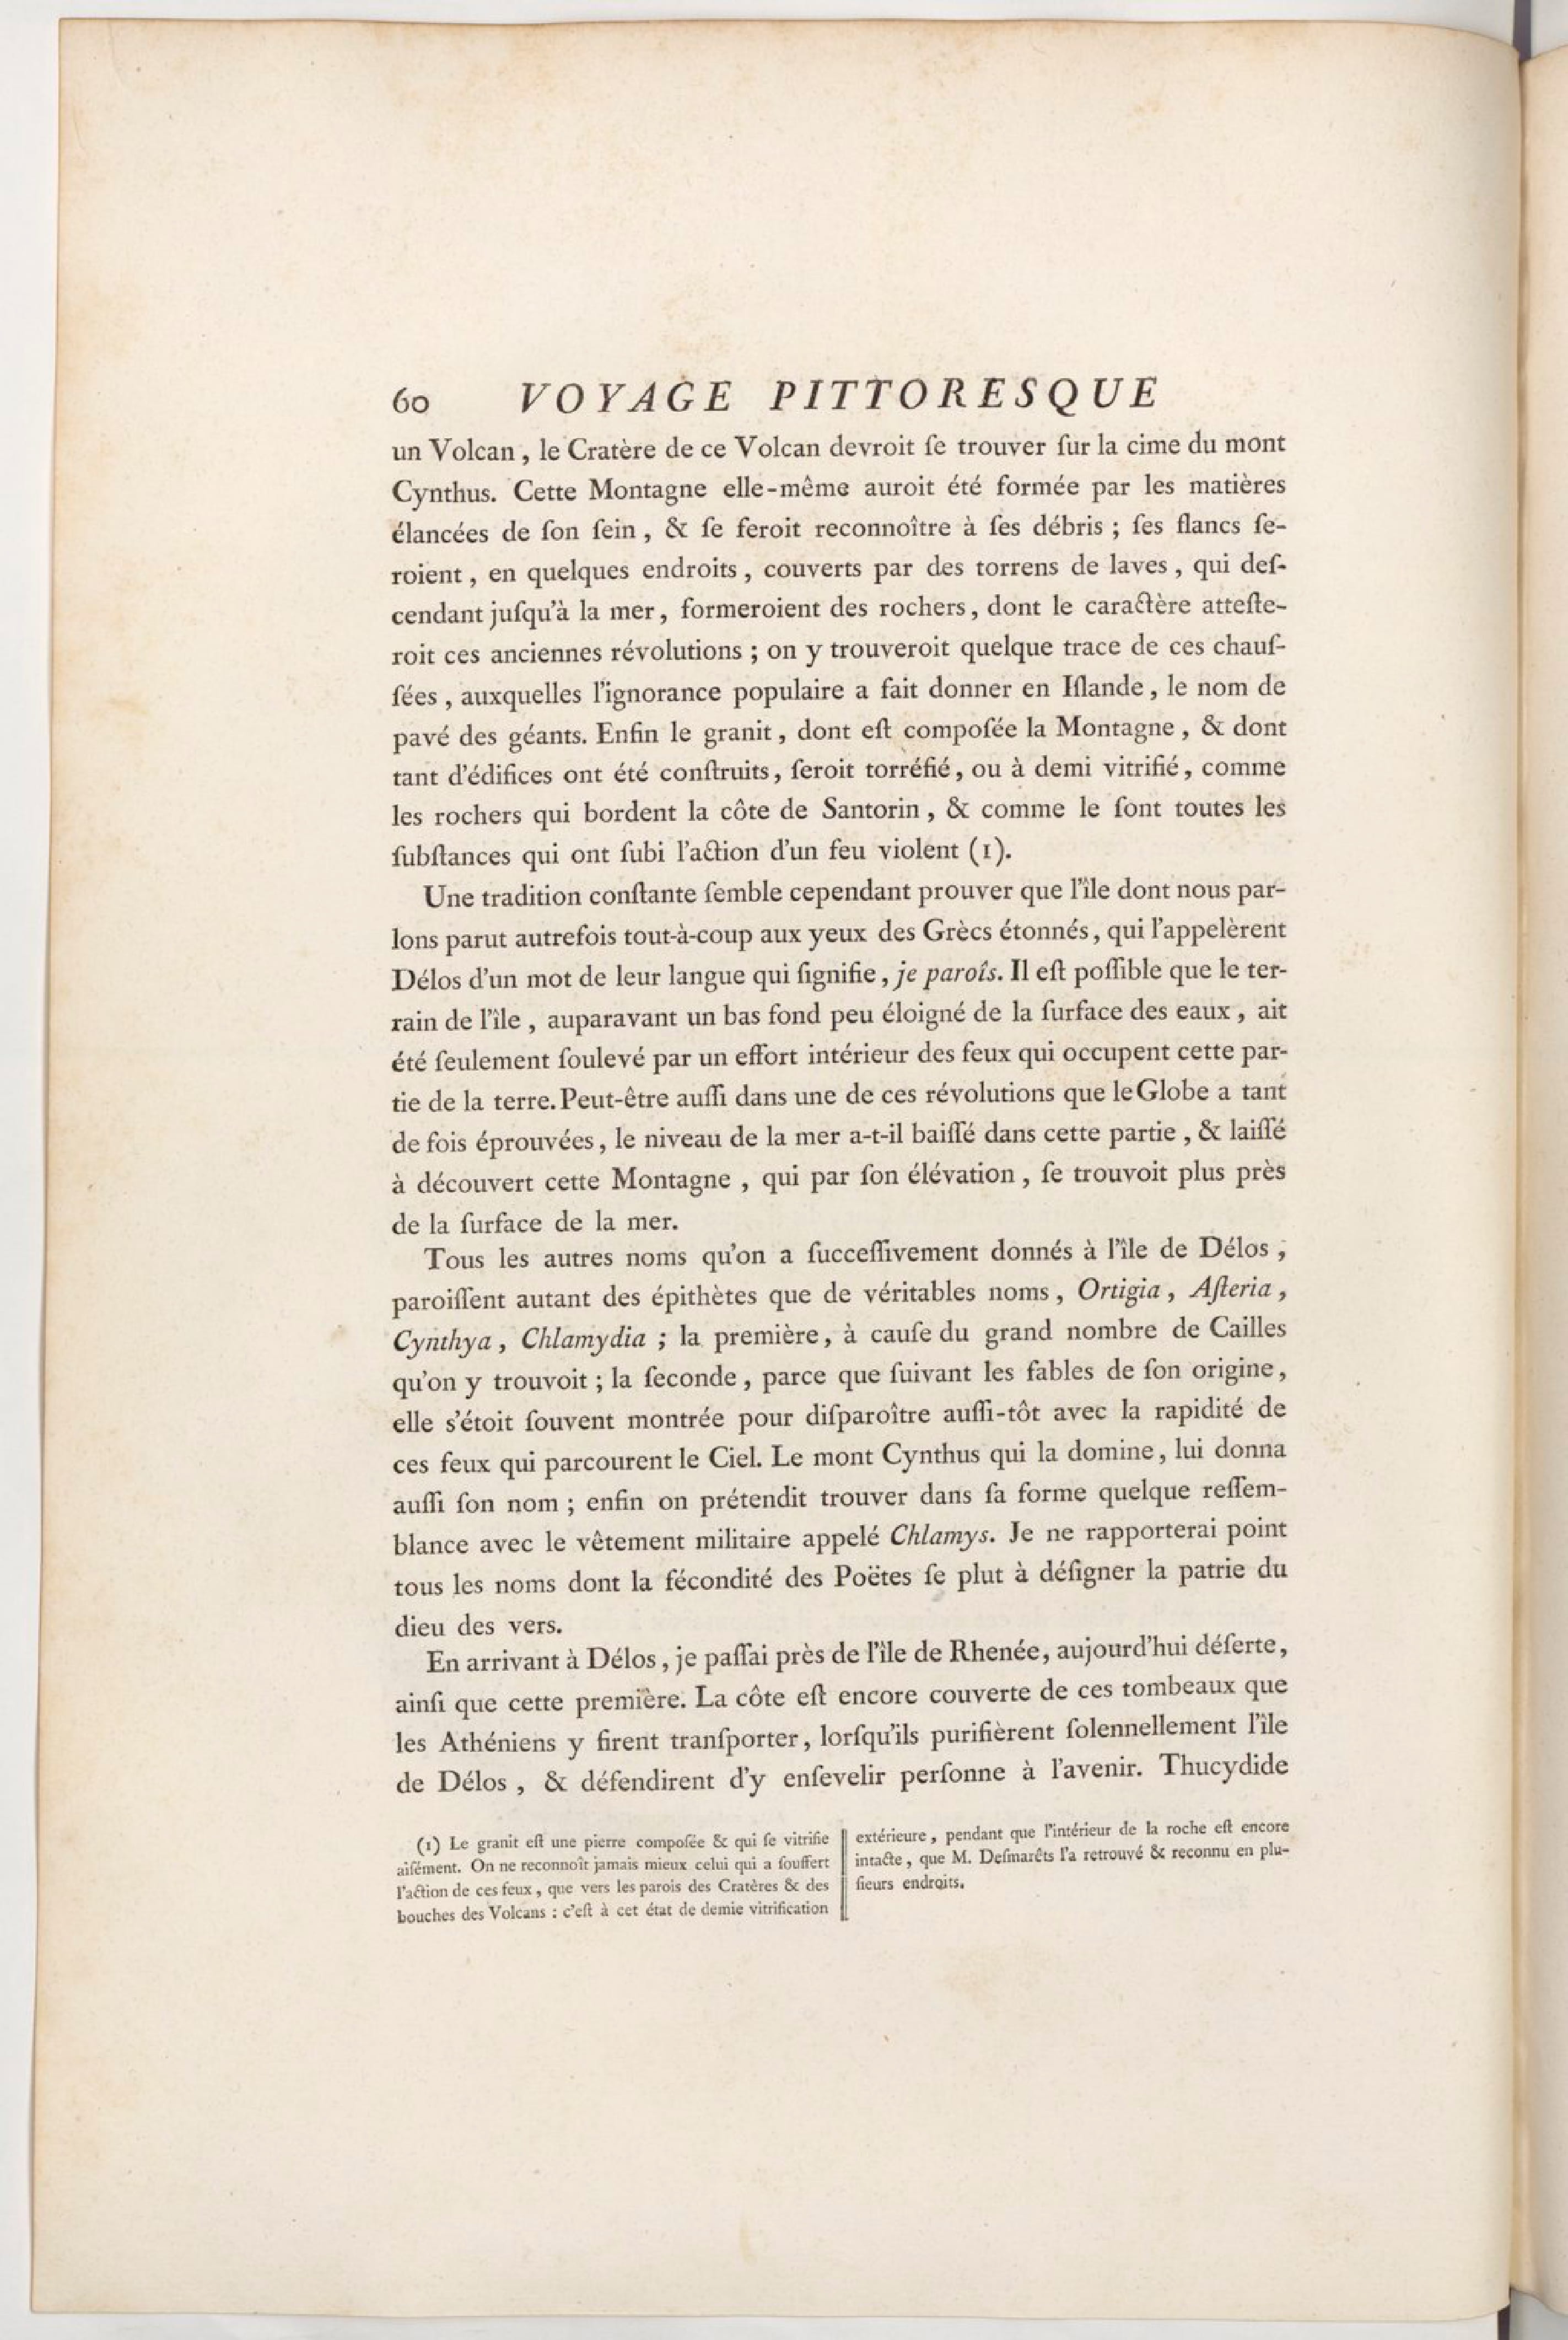 60 VOYAGE PITTORESQUE
un Volcan, le Cratère de ce Volcan devroit ſe trouver ſur la cime du mont
Cynthus. Cette Montagne elle-même auroit été formée par les matières
élancées de ſon ſein, & ſe feroit reconnoître à ſes débris ; ſes flancs ſe-
roient, en quelques endroits, couverts par des torrens de laves, qui deſ-
cendant juſqu'à la mer, formeroient des rochers, dont le caractère atteſte-
roit ces anciennes révolutions ; on y trouveroit quelque trace de ces chauſ-
ſées, auxquelles l'ignorance populaire a fait donner en Iſlande, le nom de
pavé des géants. Enfin le granit, dont eſt compoſée la Montagne, & dont
tant d'édifices ont été conſtruits, ſeroit torréfié, ou à demi vitrifié, comme
les rochers qui bordent la côte de Santorin, & comme le ſont toutes les
ſubſtances qui ont ſubi l'action d'un feu violent (1).
Une tradition conſtante ſemble cependant prouver que l'île dont nous par-
lons parut autrefois tout-à-coup aux yeux des Grècs étonnés, qui l'appelèrent
Délos d'un mot de leur langue qui ſignifie, je paroîs. Il eſt poſſible que le ter-
rain de l'île, auparavant un bas fond peu éloigné de la ſurface des eaux, ait
été ſeulement ſoulevé par un effort intérieur des feux qui occupent cette par-
tie de la terre. Peut-être auſſi dans une de ces révolutions que le Globe a tant
de fois éprouvées, le niveau de la mer a-t-il baiſſé dans cette partie, & laiſſé
à découvert cette Montagne, qui par ſon élévation, ſe trouvoit plus près
de la ſurface de la mer.
Tous les autres noms qu'on a ſucceſſivement donnés à l'île de Délos,
paroiſſent autant des épithètes que de véritables noms, Ortigia, Aſteria,
Cynthya, Chlamydia ; la première, à cauſe du grand nombre de Cailles
qu'on y trouvoit ; la ſeconde, parce que ſuivant les fables de ſon origine,
elle s'étoit ſouvent montrée pour diſparoître auſſi-tôt avec la rapidité de
ces feux qui parcourent le Ciel. Le mont Cynthus qui la domine, lui donna
auſſi ſon nom ; enfin on prétendit trouver dans ſa forme quelque reſſem-
blance avec le vêtement militaire appelé Chlamys. Je ne rapporterai point
tous les noms dont la fécondité des Poëtes ſe plut à déſigner la patrie du
dieu des vers.
En arrivant à Délos, je paſſai près de l'île de Rhenée, aujourd'hui déſerte,
ainſi que cette première. La côte eſt encore couverte de ces tombeaux que
les Athéniens y firent tranſporter, lorſqu'ils purifièrent ſolennellement l'île
de Délos, & défendirent d'y enſevelir perſonne à l'avenir. Thucydide
(1) Le granit eſt une pierre compoſée & qui ſe vitrifie
aiſément. On ne reconnoît jamais mieux celui qui a ſouffert
l'action de ces feux, que vers les parois des Cratères & des
bouches des Volcans : c'eſt à cet état de demie vitrification
extérieure, pendant que l'intérieur de la roche eſt encore
intacte, que M. Deſmarêts l'a retrouvé & reconnu en plu-
ſieurs endroits.